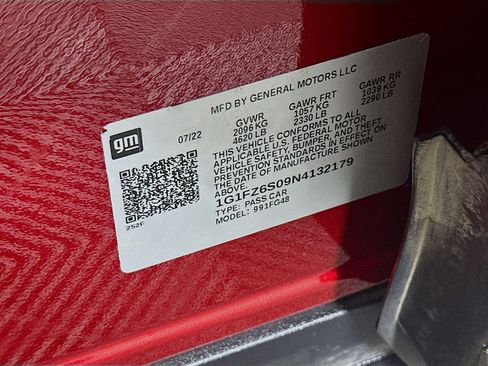 MFD BY GENERAL MOTORS LLC
gm
07/22
GVWR GAWR FRT GAWR RR
2096 KG 1057 KG 1039 KG
4620 LB 2330 LB 2290 LB
THIS VEHICLE CONFORMS TO ALL
APPLICABLE U.S. FEDERAL MOTOR
VEHICLE SAFETY, BUMPER, AND THEFT
PREVENTION STANDARDS IN EFFECT ON
THE DATE OF MANUFACTURE SHOWN
ABOVE.
1G1FZ6S09N4132179
TYPE: PASS CAR
MODEL: 991FG48
252F